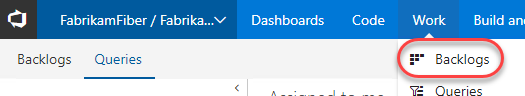 FabrikamFiber / Fabrika... Dashboards Code Work Build an
Backlogs Queries Backlogs
Assigned to me Queries